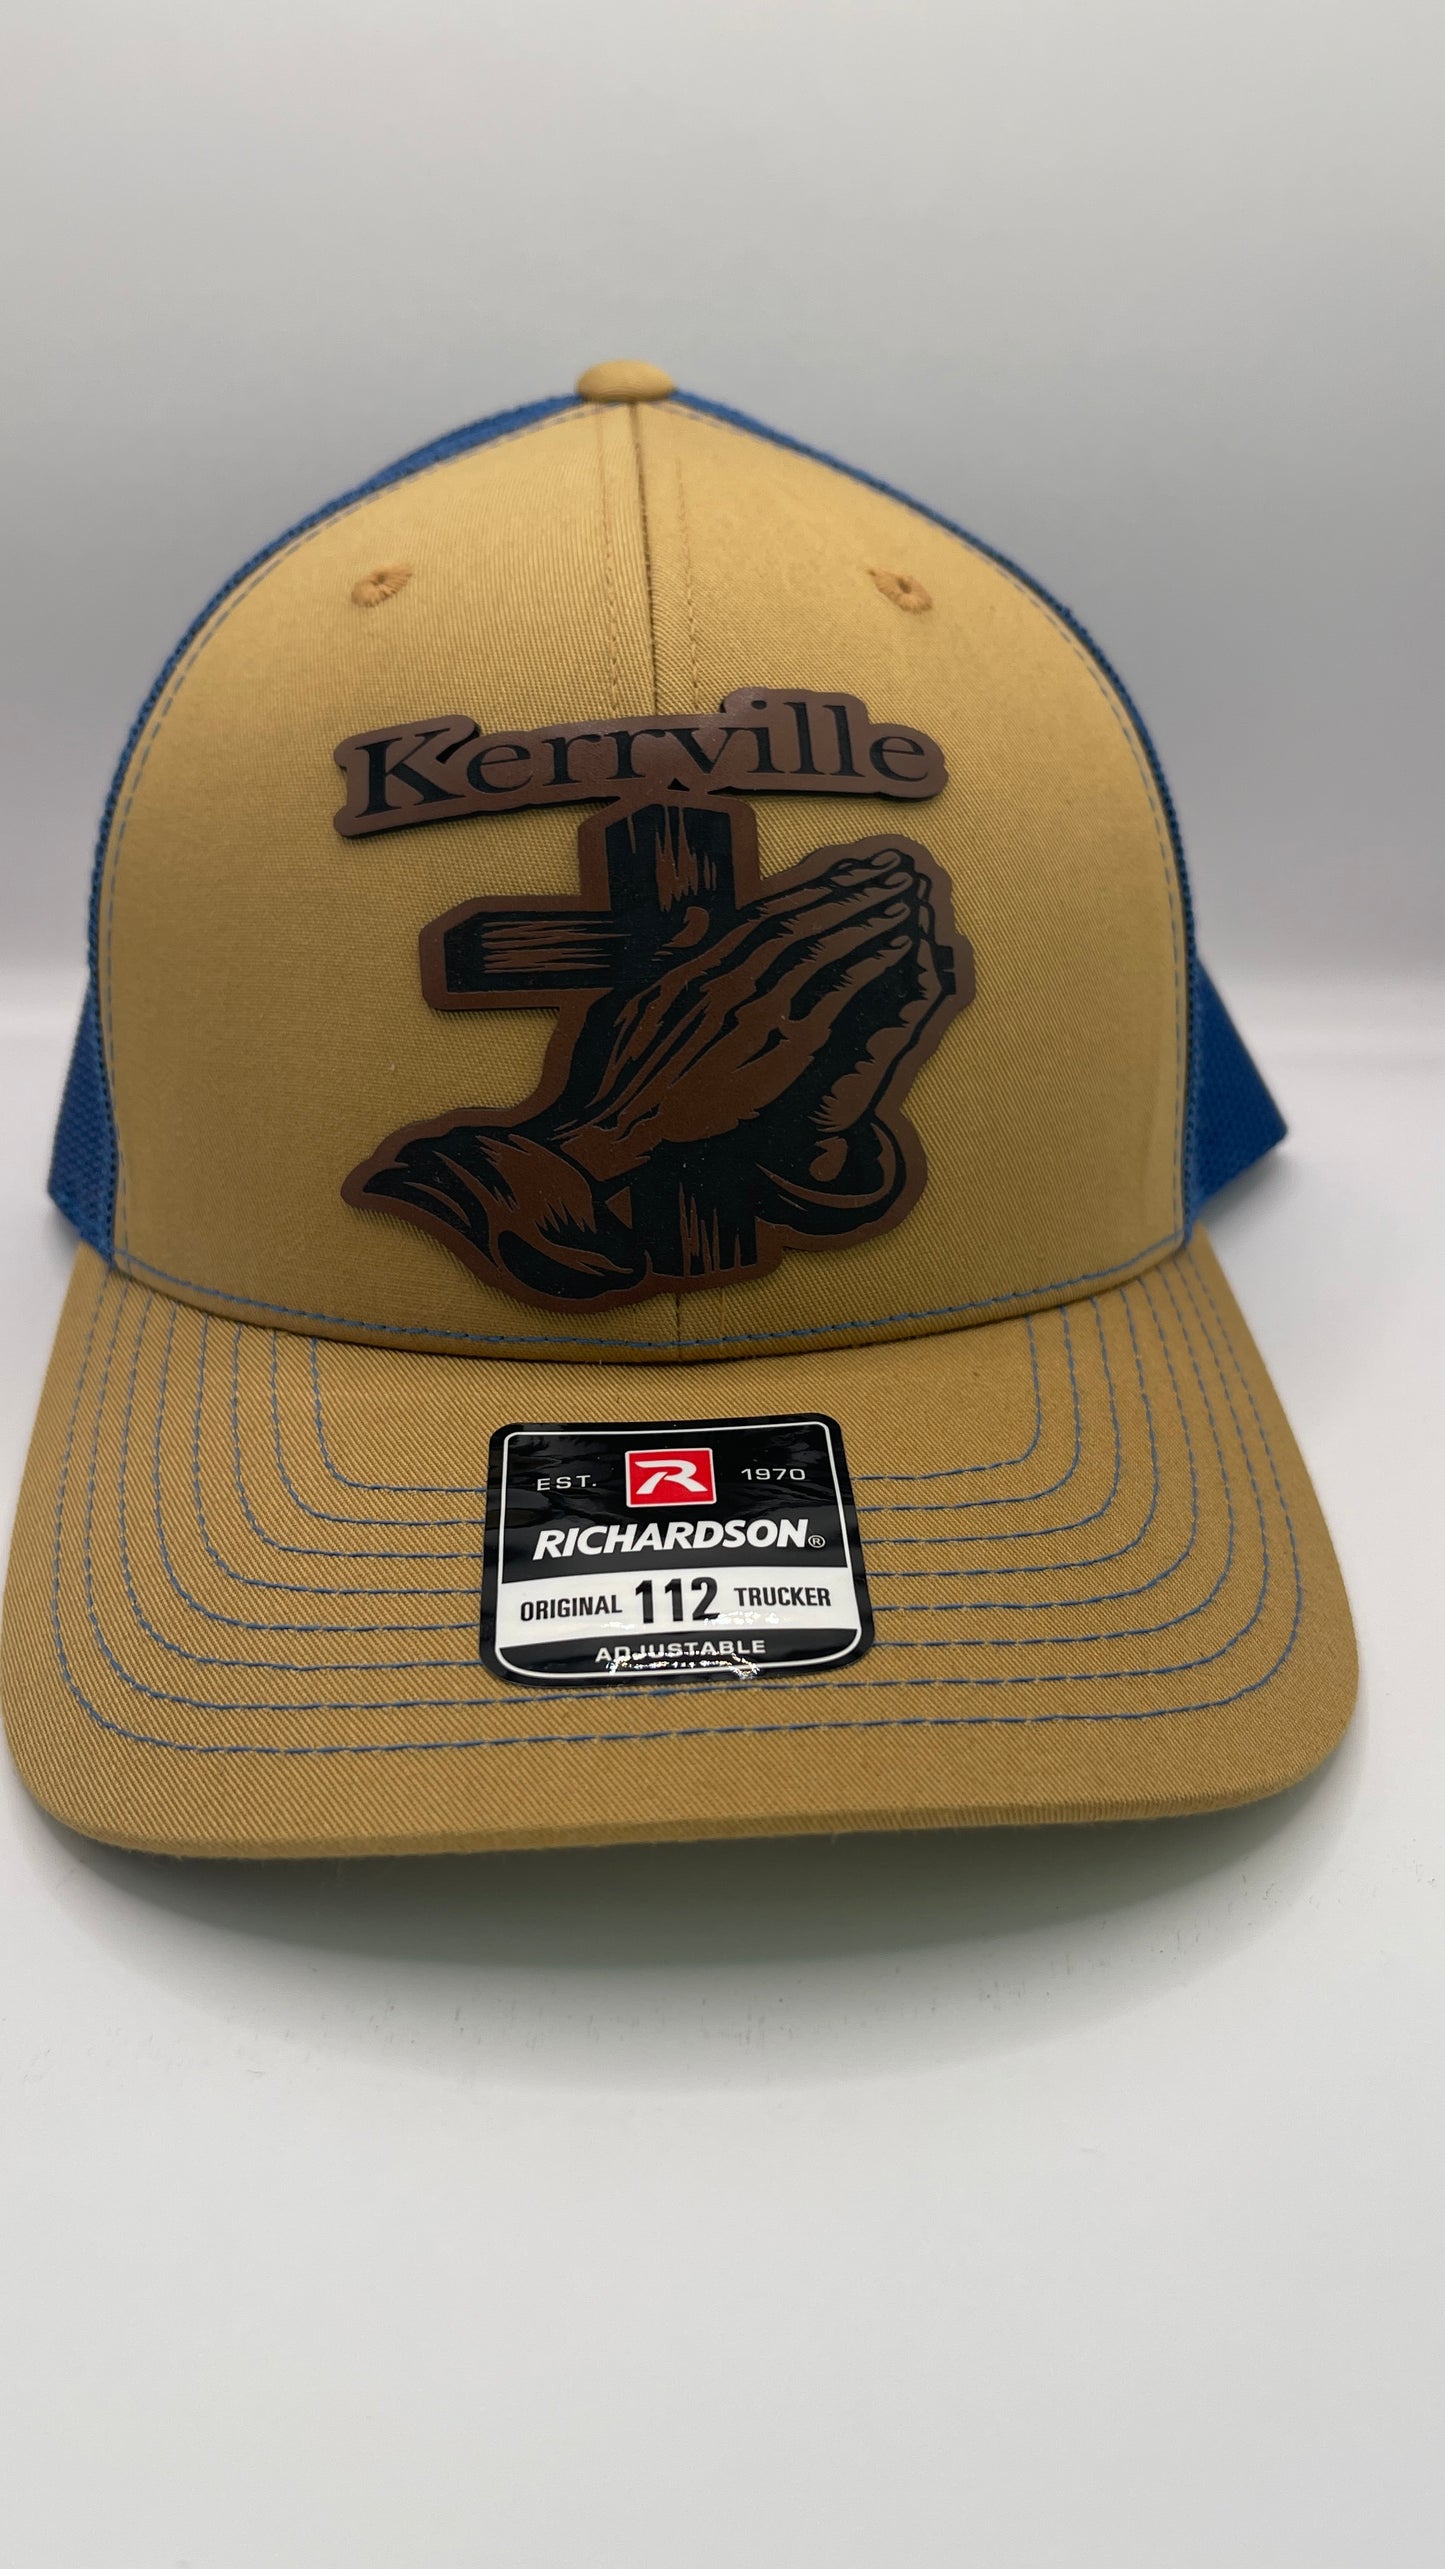 Kerrville
EST. R 1970
RICHARDSON®
ORIGINAL 112 TRUCKER
ADJUSTABLE